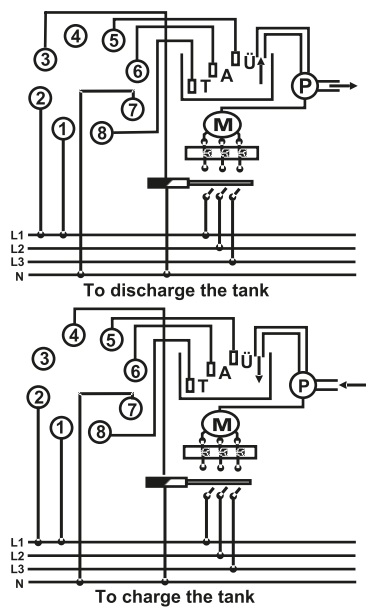 4
5
3
6
Ü
A
T
P
2
7
1
8
M
L1
L2
L3
N
To discharge the tank
4
5
3
6
Ü
A
T
P
2
7
1
8
M
L1
L2
L3
N
To charge the tank